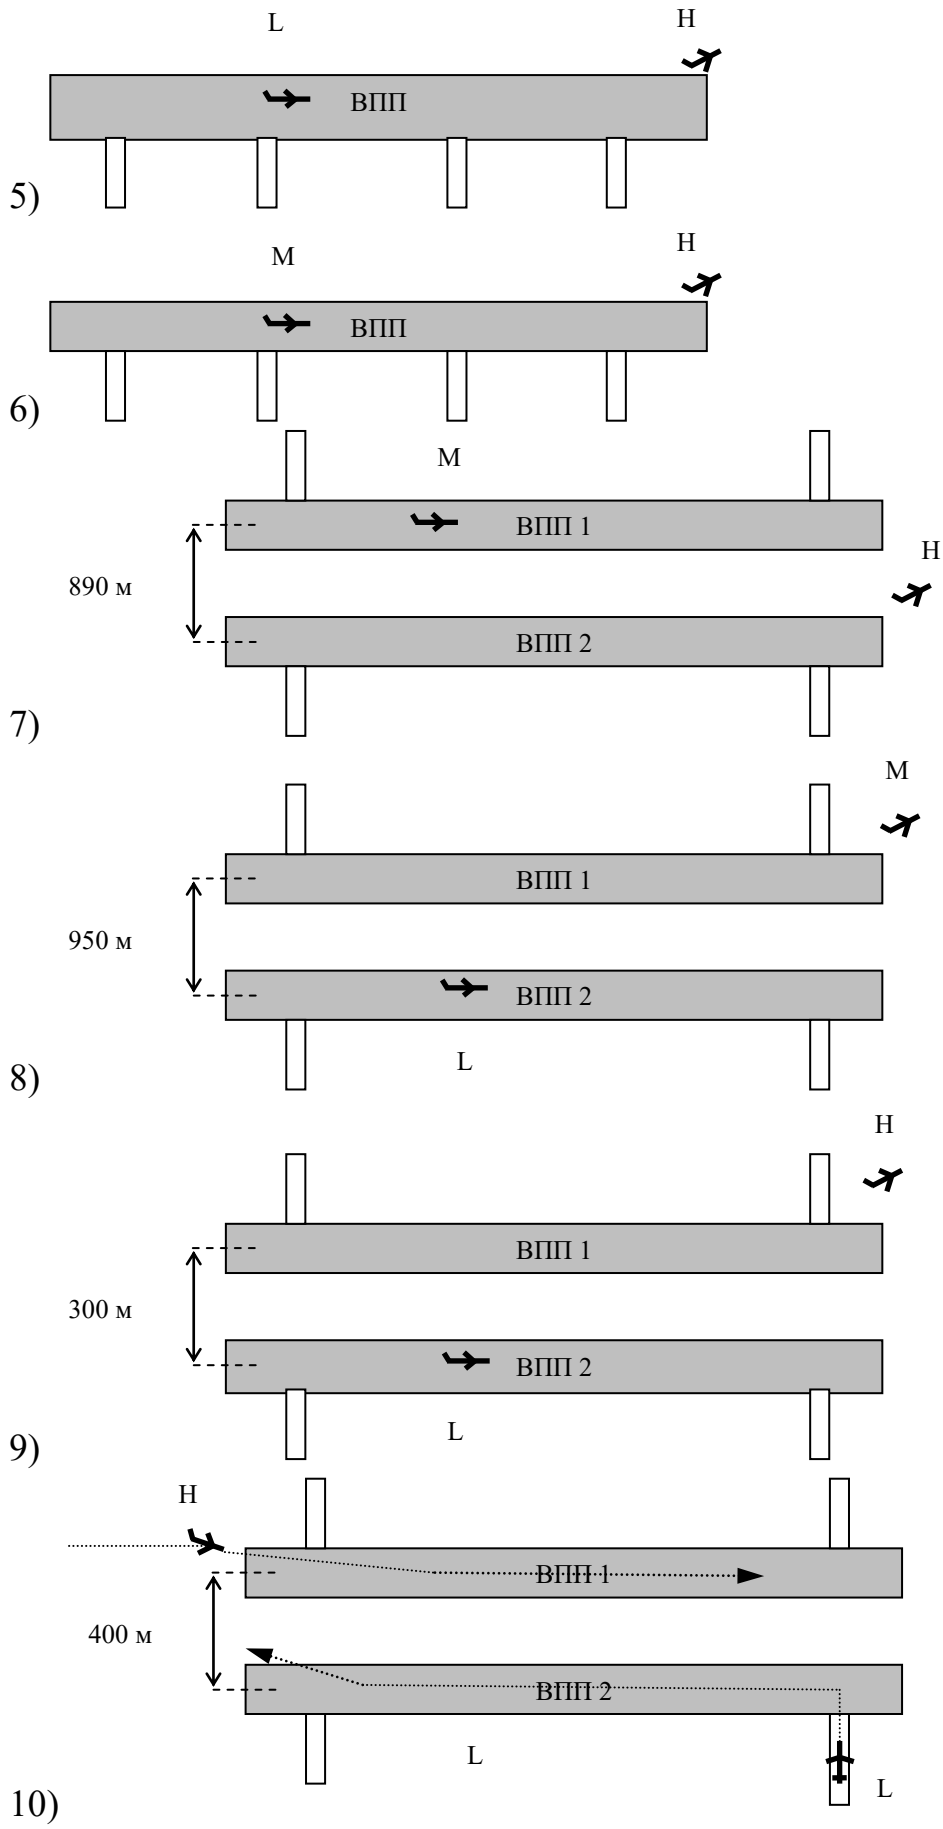 L
H
ВПП
5)
H
M
ВПП
6)
M
ВПП 1
H
890 м
ВПП 2
7)
M
ВПП 1
950 м
ВПП 2
L
8)
H
ВПП 1
300 м
ВПП 2
L
9)
H
ВПП 1
400 м
ВПП 2
L
L
10)